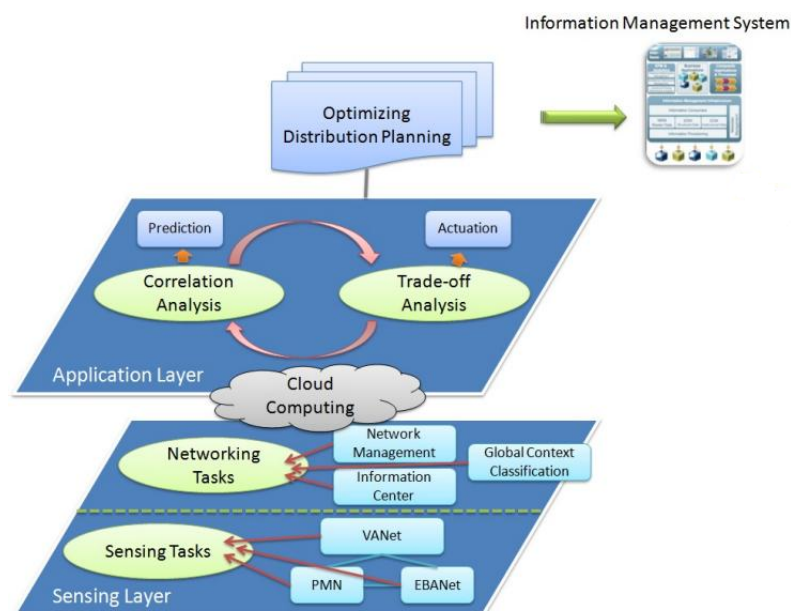 Information Management System
Optimizing
Distribution Planning
Prediction
Actuation
Correlation
Analysis
Trade-off
Analysis
Application Layer
Cloud
Computing
Networking
Tasks
Network
Management
Global Context
Classification
Information
Center
Sensing Tasks
VANet
PMN
EBANet
Sensing Layer